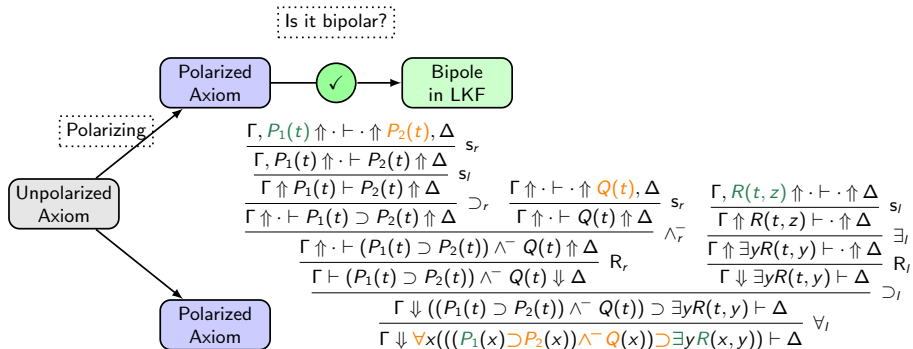 Is it bipolar?
Polarized
Axiom
✓
Bipole
in LKF
Polarizing
Unpolarized
Axiom
Polarized
Axiom
Γ, P₁(t) ⇑ · ⊢ · ⇑ P₂(t), Δ
s_r
Γ, P₁(t) ⇑ · ⊢ P₂(t) ⇑ Δ
s_l
Γ ⇑ P₁(t) ⊢ P₂(t) ⇑ Δ
⊃_r
Γ ⇑ · ⊢ P₁(t) ⊃ P₂(t) ⇑ Δ
Γ ⇑ · ⊢ · ⇑ Q(t), Δ
s_r
Γ ⇑ · ⊢ Q(t) ⇑ Δ
∧⁻_r
Γ ⇑ · ⊢ (P₁(t) ⊃ P₂(t)) ∧⁻ Q(t) ⇑ Δ
R_r
Γ ⊢ (P₁(t) ⊃ P₂(t)) ∧⁻ Q(t) ⇓ Δ
Γ, R(t, z) ⇑ · ⊢ · ⇑ Δ
s_l
Γ ⇑ R(t, z) ⊢ · ⇑ Δ
∃_l
Γ ⇑ ∃yR(t, y) ⊢ · ⇑ Δ
R_l
Γ ⇓ ∃yR(t, y) ⊢ Δ
⊃_l
Γ ⇓ ((P₁(t) ⊃ P₂(t)) ∧⁻ Q(t)) ⊃ ∃yR(t, y) ⊢ Δ
∀_l
Γ ⇓ ∀x(((P₁(x)⊃P₂(x))∧⁻Q(x))⊃∃yR(x, y)) ⊢ Δ